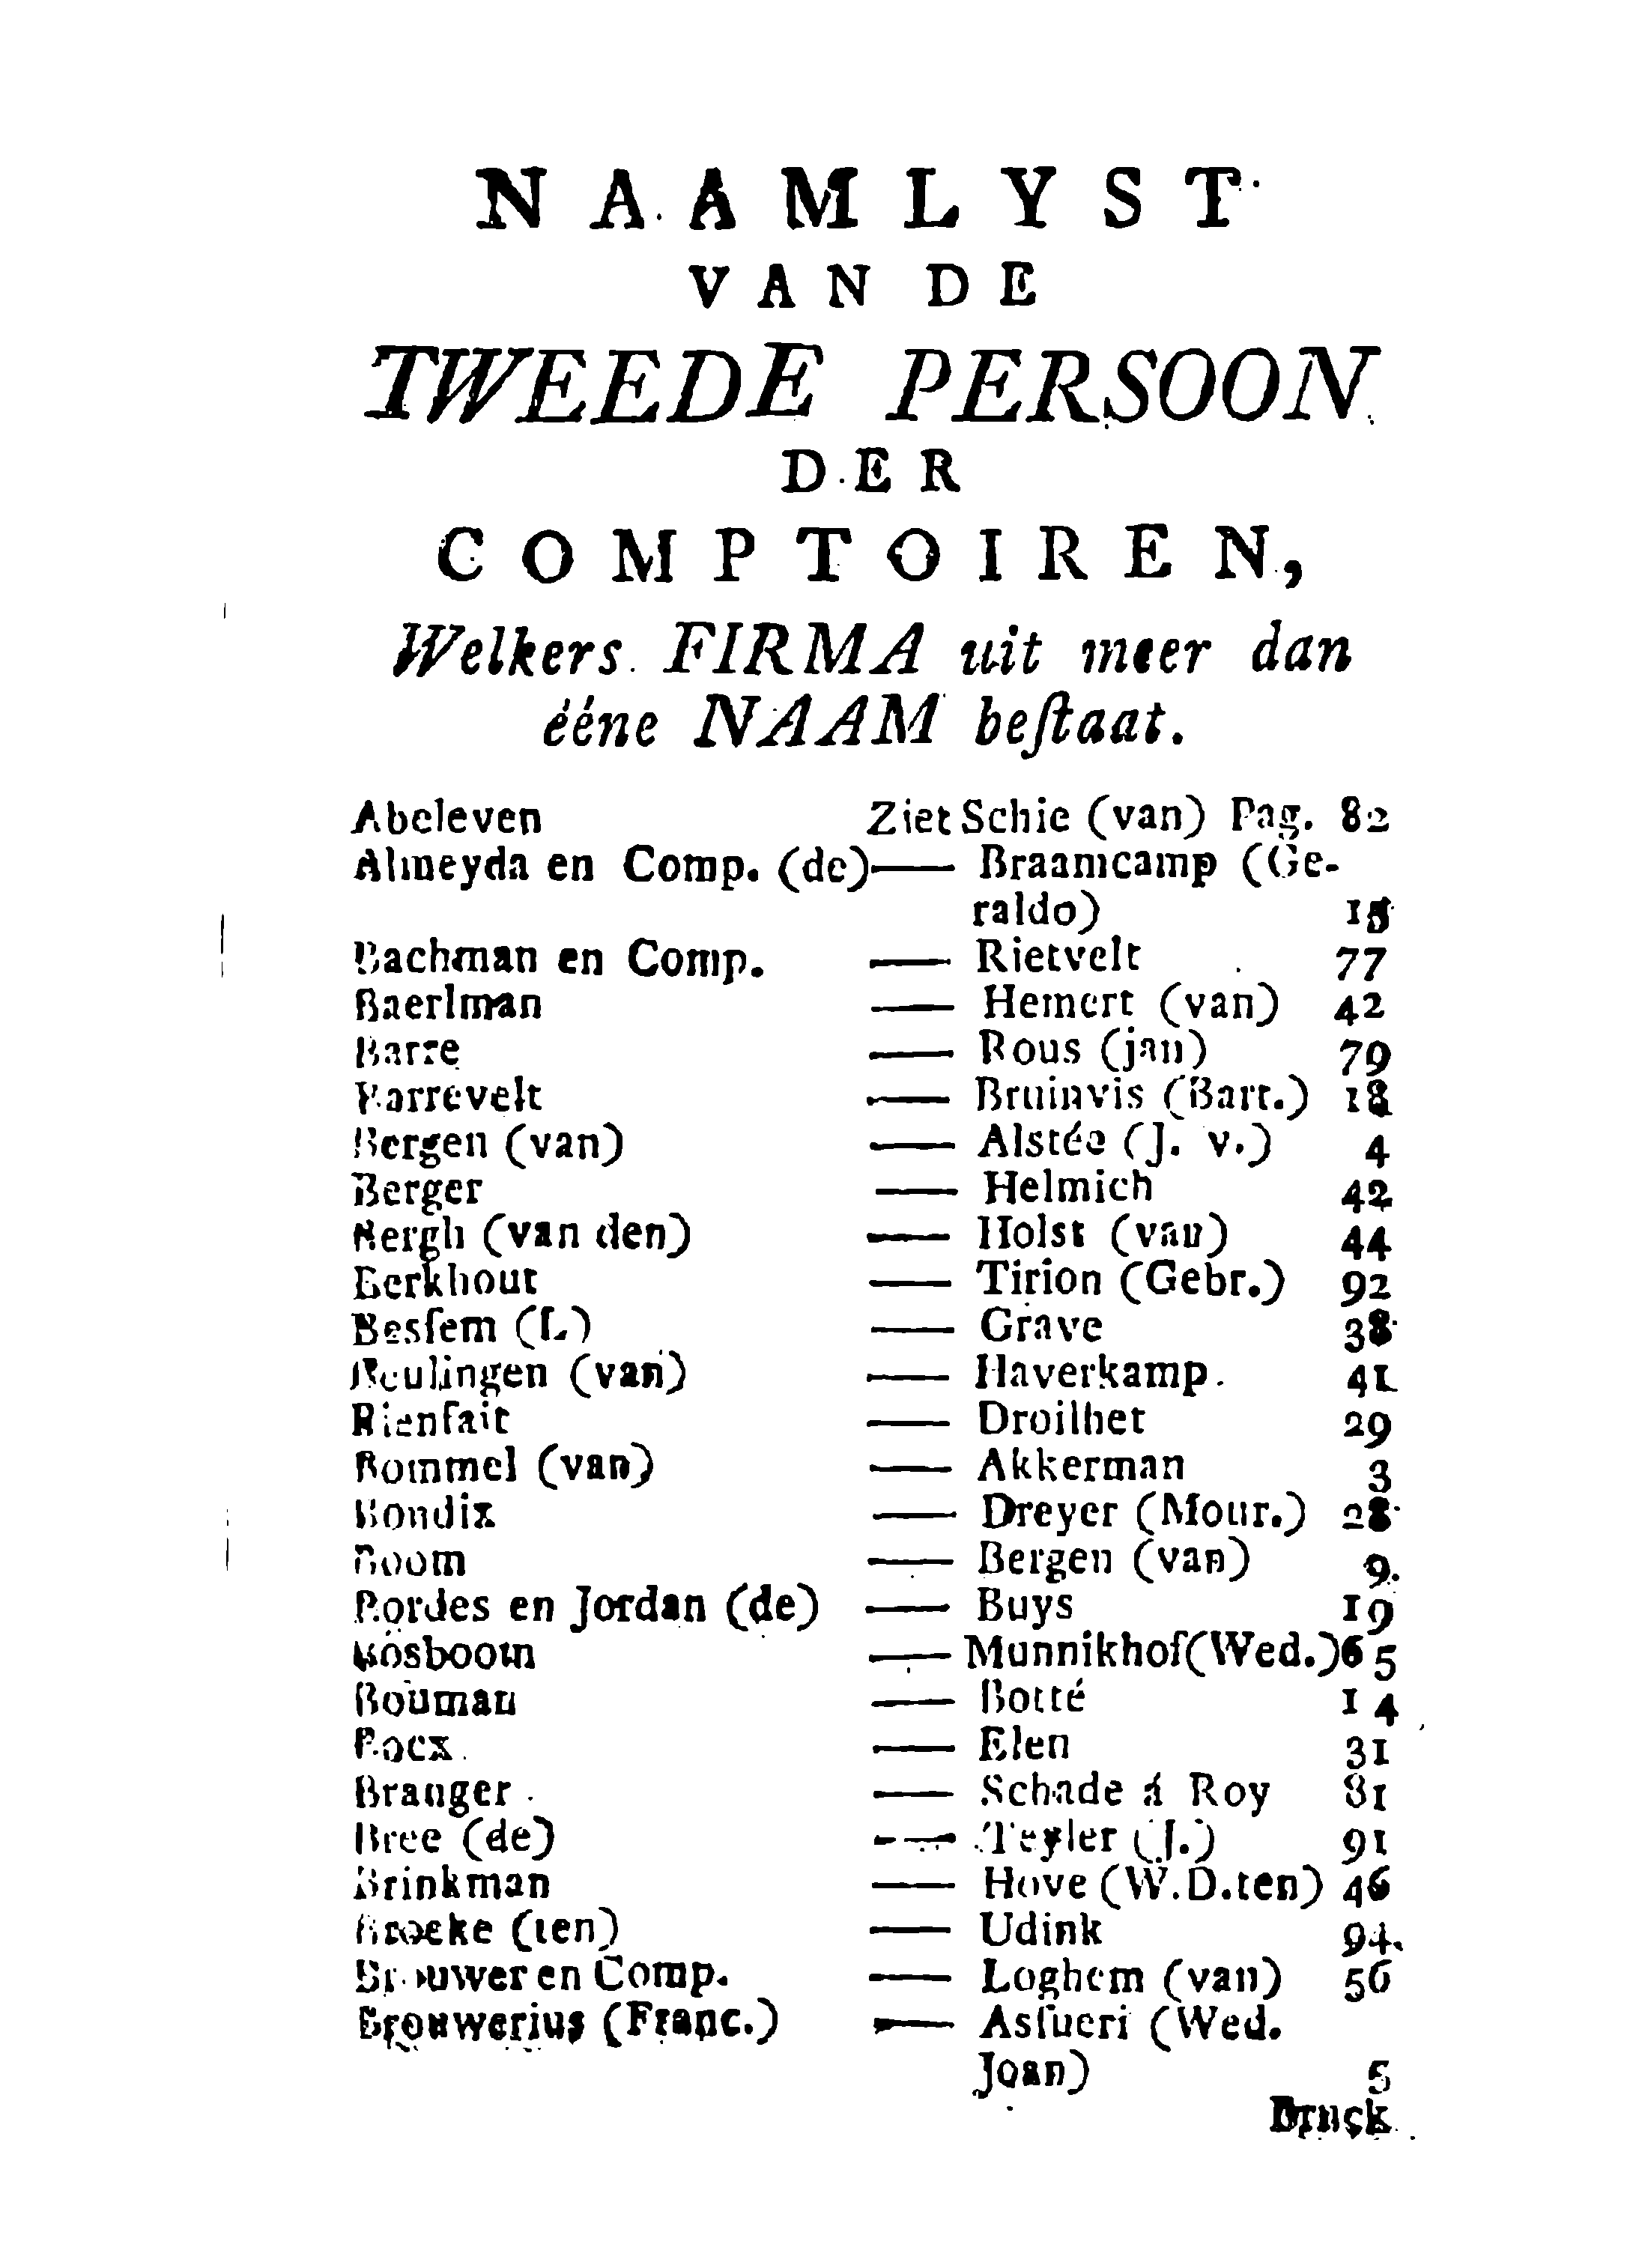 NAAMLYST
VAN DE
TWEEDE PERSOON
DER
COMPTOIREN,
Welkers FIRMA uit meer dan
ééne NAAM beſtaat.
Abeleven Ziet Schie (van) Pag. 82
Almeyda en Comp. (de) — Braamcamp (Ge-
raldo) 15
Bachman en Comp. — Rietvelt 77
Baerlman — Hemert (van) 42
Barre — Rous (jan) 79
Barrevelt — Bruinvis (Bart.) 18
Bergen (van) — Alstée (J. v.) 4
Berger — Helmich 42
Bergh (van den) — Holst (van) 44
Berkhout — Tirion (Gebr.) 92
Besſem (L) — Grave 38
Beulingen (van) — Haverkamp 41
Bienfait — Droilhet 29
Bommel (van) — Akkerman 3
Bondix — Dreyer (Mour.) 28
Boom — Bergen (van) 9.
Bordes en Jordan (de) — Buys 19
Bosboom — Munnikhof (Wed.) 65
Bouman — Botté 14
Bocx — Elen 31
Branger — Schade á Roy 81
Bree (de) — Teyler (J.) 91
Brinkman — Hove (W.D.ten) 46
Broeke (ten) — Udink 94.
Brouwer en Comp. — Loghem (van) 56
Brouwerius (Franc.) — Asſueri (Wed.
Joan) 5
Bruck